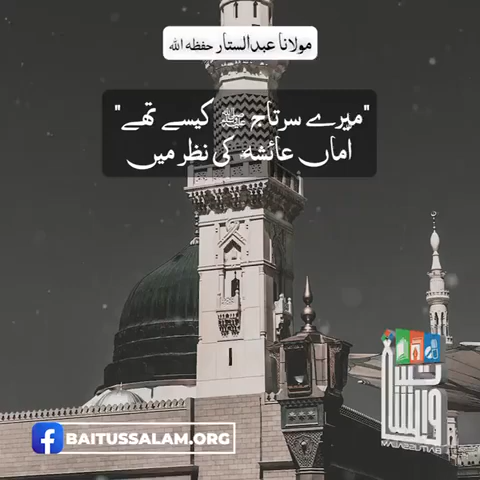 مولانا عبدالستار حفظہ اللہ
"میرے سرتاج ﷺ کیسے تھے"
اماں عائشہؓ کی نظر میں
BAITUSSALAM.ORG